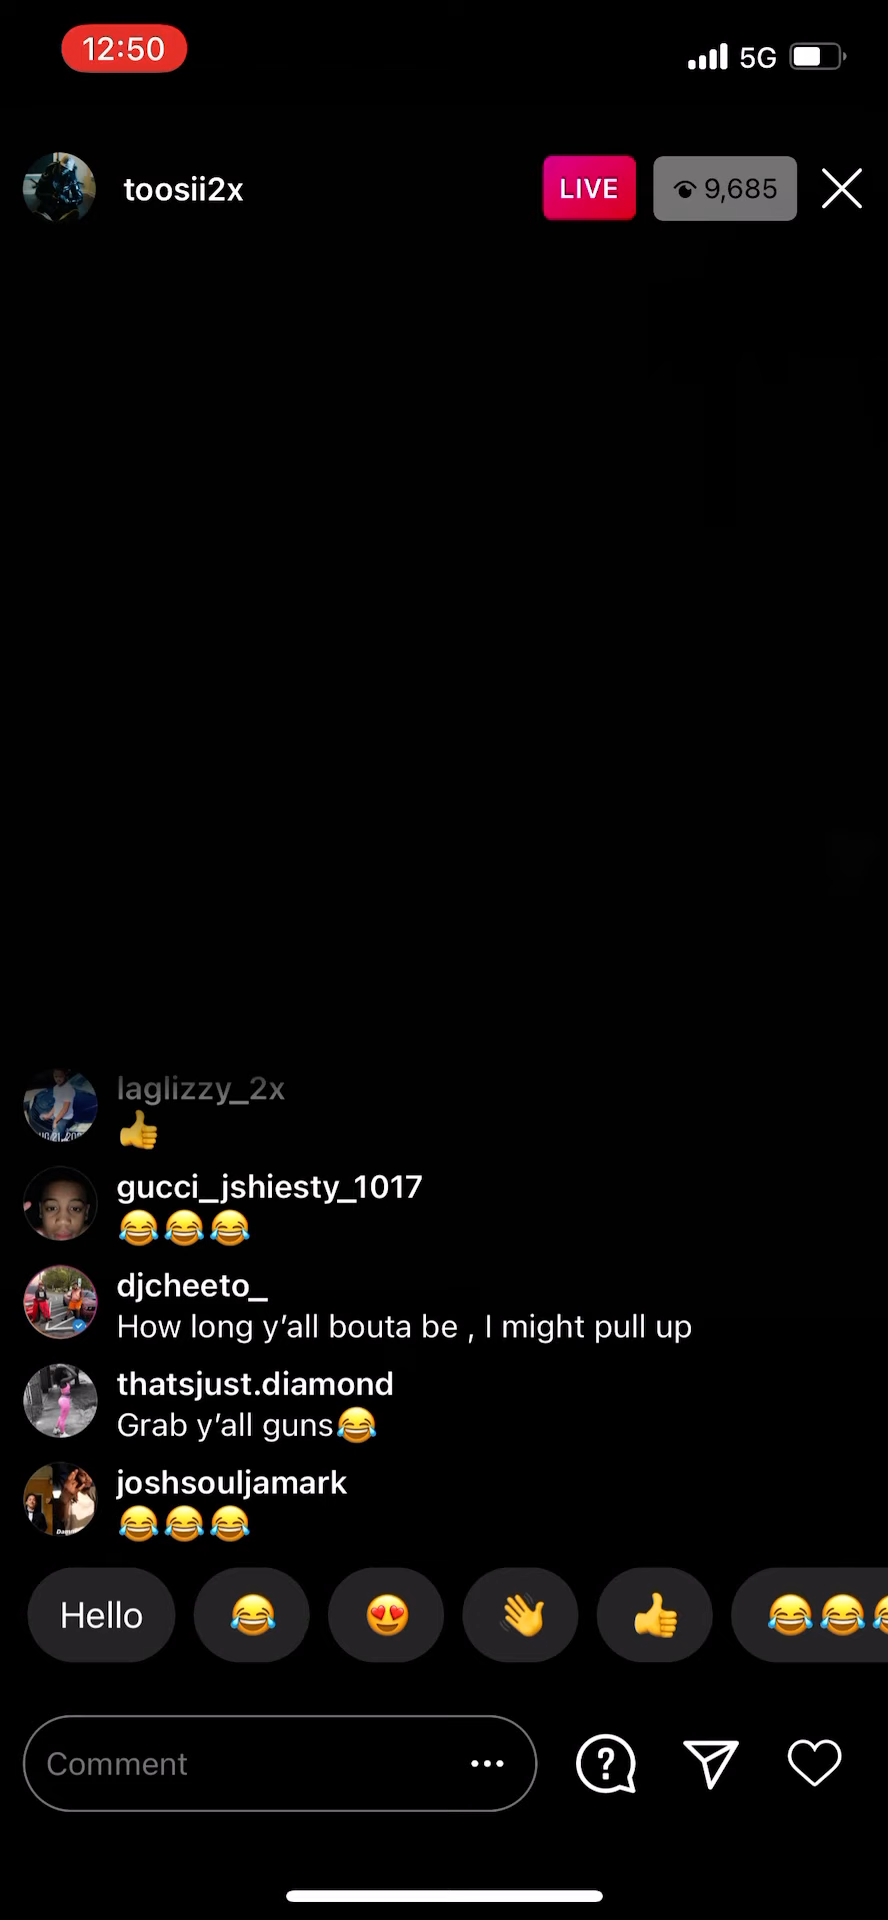 12:50
5G
toosii2x
LIVE
9,685
laglizzy_2x
👍
gucci_jshiesty_1017
😂😂😂
djcheeto_
How long y’all bouta be , I might pull up
thatsjust.diamond
Grab y’all guns😂
joshsouljamark
😂😂😂
Hello 😂 😍 👋 👍 😂😂😂
Comment